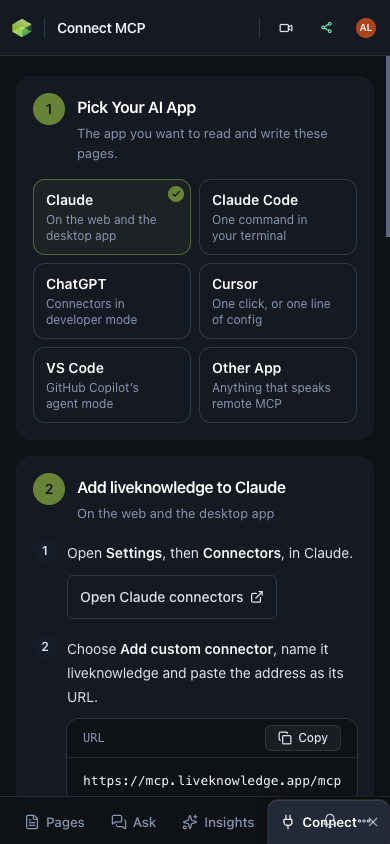 Connect MCP
AL
1
Pick Your AI App
The app you want to read and write these
pages.
Claude
On the web and the
desktop app
Claude Code
One command in
your terminal
ChatGPT
Connectors in
developer mode
Cursor
One click, or one line
of config
VS Code
GitHub Copilot's
agent mode
Other App
Anything that speaks
remote MCP
2
Add liveknowledge to Claude
On the web and the desktop app
1
Open Settings, then Connectors, in Claude.
Open Claude connectors
2
Choose Add custom connector, name it
liveknowledge and paste the address as its
URL.
URL
Copy
https://mcp.liveknowledge.app/mcp
Pages
Ask
Insights
Connect